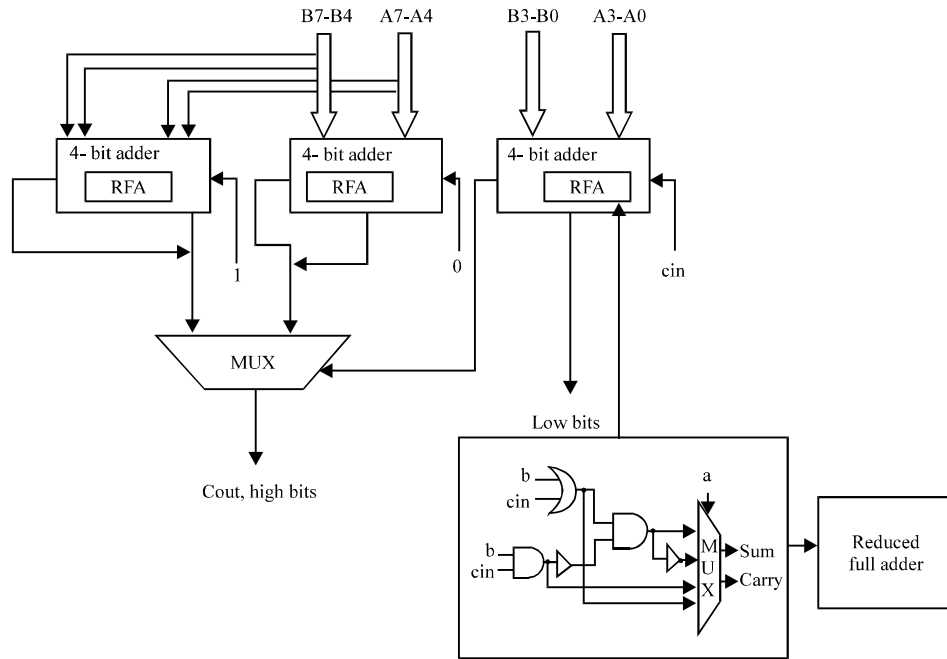 B7-B4 A7-A4 B3-B0 A3-A0
4- bit adder 4- bit adder 4- bit adder
RFA RFA RFA
1 0 cin
MUX
Low bits
Cout, high bits
b
cin
a
b
cin
M
U
X
Sum
Carry
Reduced
full adder